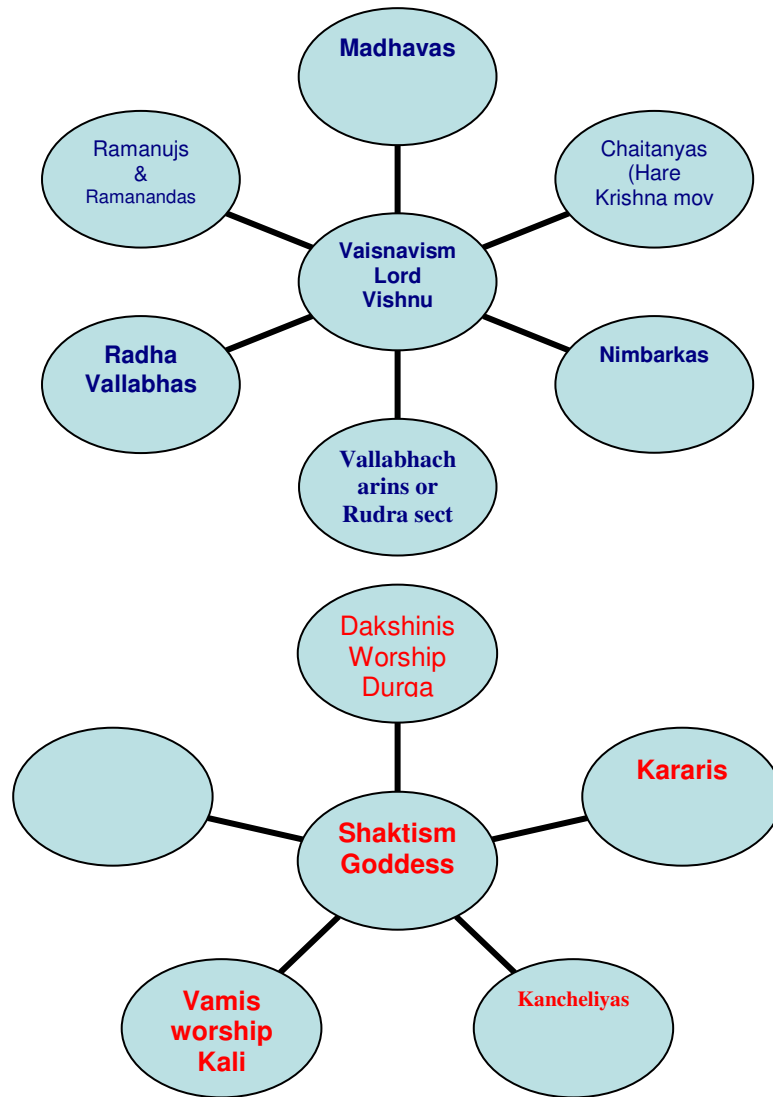 Madhavas
Ramanujs
&
Ramanandas
Chaitanyas
(Hare
Krishna mov
Vaisnavism
Lord
Vishnu
Radha
Vallabhas
Nimbarkas
Vallabhach
arins or
Rudra sect
Dakshinis
Worship
Durga
Kararis
Shaktism
Goddess
Vamis
worship
Kali
Kancheliyas